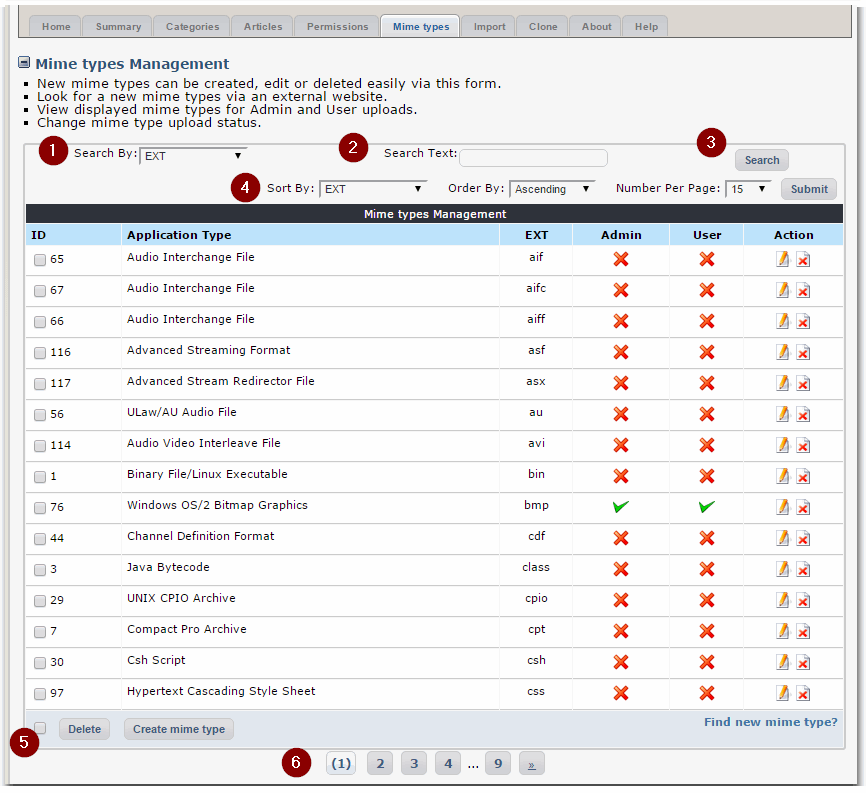 Home Summary Categories Articles Permissions Mime types Import Clone About Help
Mime types Management
New mime types can be created, edit or deleted easily via this form.
Look for a new mime types via an external website.
View displayed mime types for Admin and User uploads.
Change mime type upload status.
1 Search By: EXT 2 Search Text: 3 Search
4 Sort By: EXT Order By: Ascending Number Per Page: 15 Submit
Mime types Management
ID Application Type EXT Admin User Action
65 Audio Interchange File aif
67 Audio Interchange File aifc
66 Audio Interchange File aiff
116 Advanced Streaming Format asf
117 Advanced Stream Redirector File asx
56 ULaw/AU Audio File au
114 Audio Video Interleave File avi
1 Binary File/Linux Executable bin
76 Windows OS/2 Bitmap Graphics bmp
44 Channel Definition Format cdf
3 Java Bytecode class
29 UNIX CPIO Archive cpio
7 Compact Pro Archive cpt
30 Csh Script csh
97 Hypertext Cascading Style Sheet css
5 Delete Create mime type Find new mime type?
6 (1) 2 3 4 ... 9 »